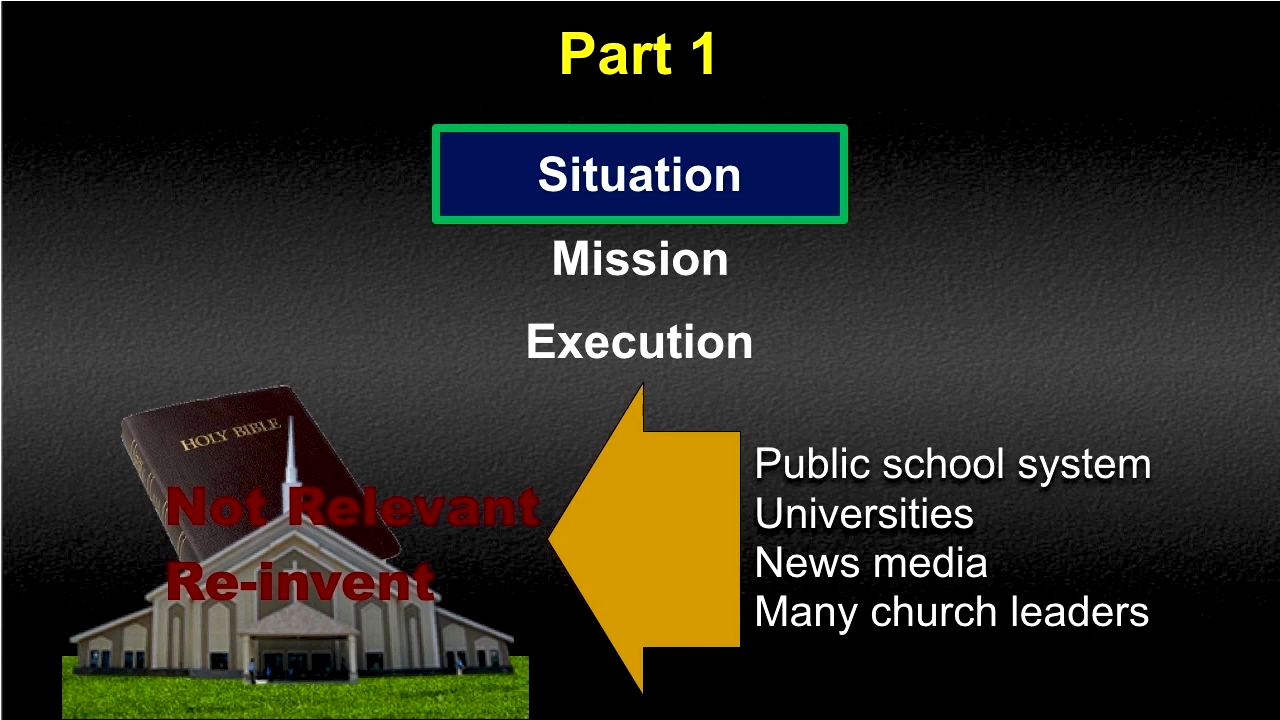 Part 1
Situation
Mission
Execution
HOLY BIBLE
Not Relevant
Re-invent
Public school system
Universities
News media
Many church leaders